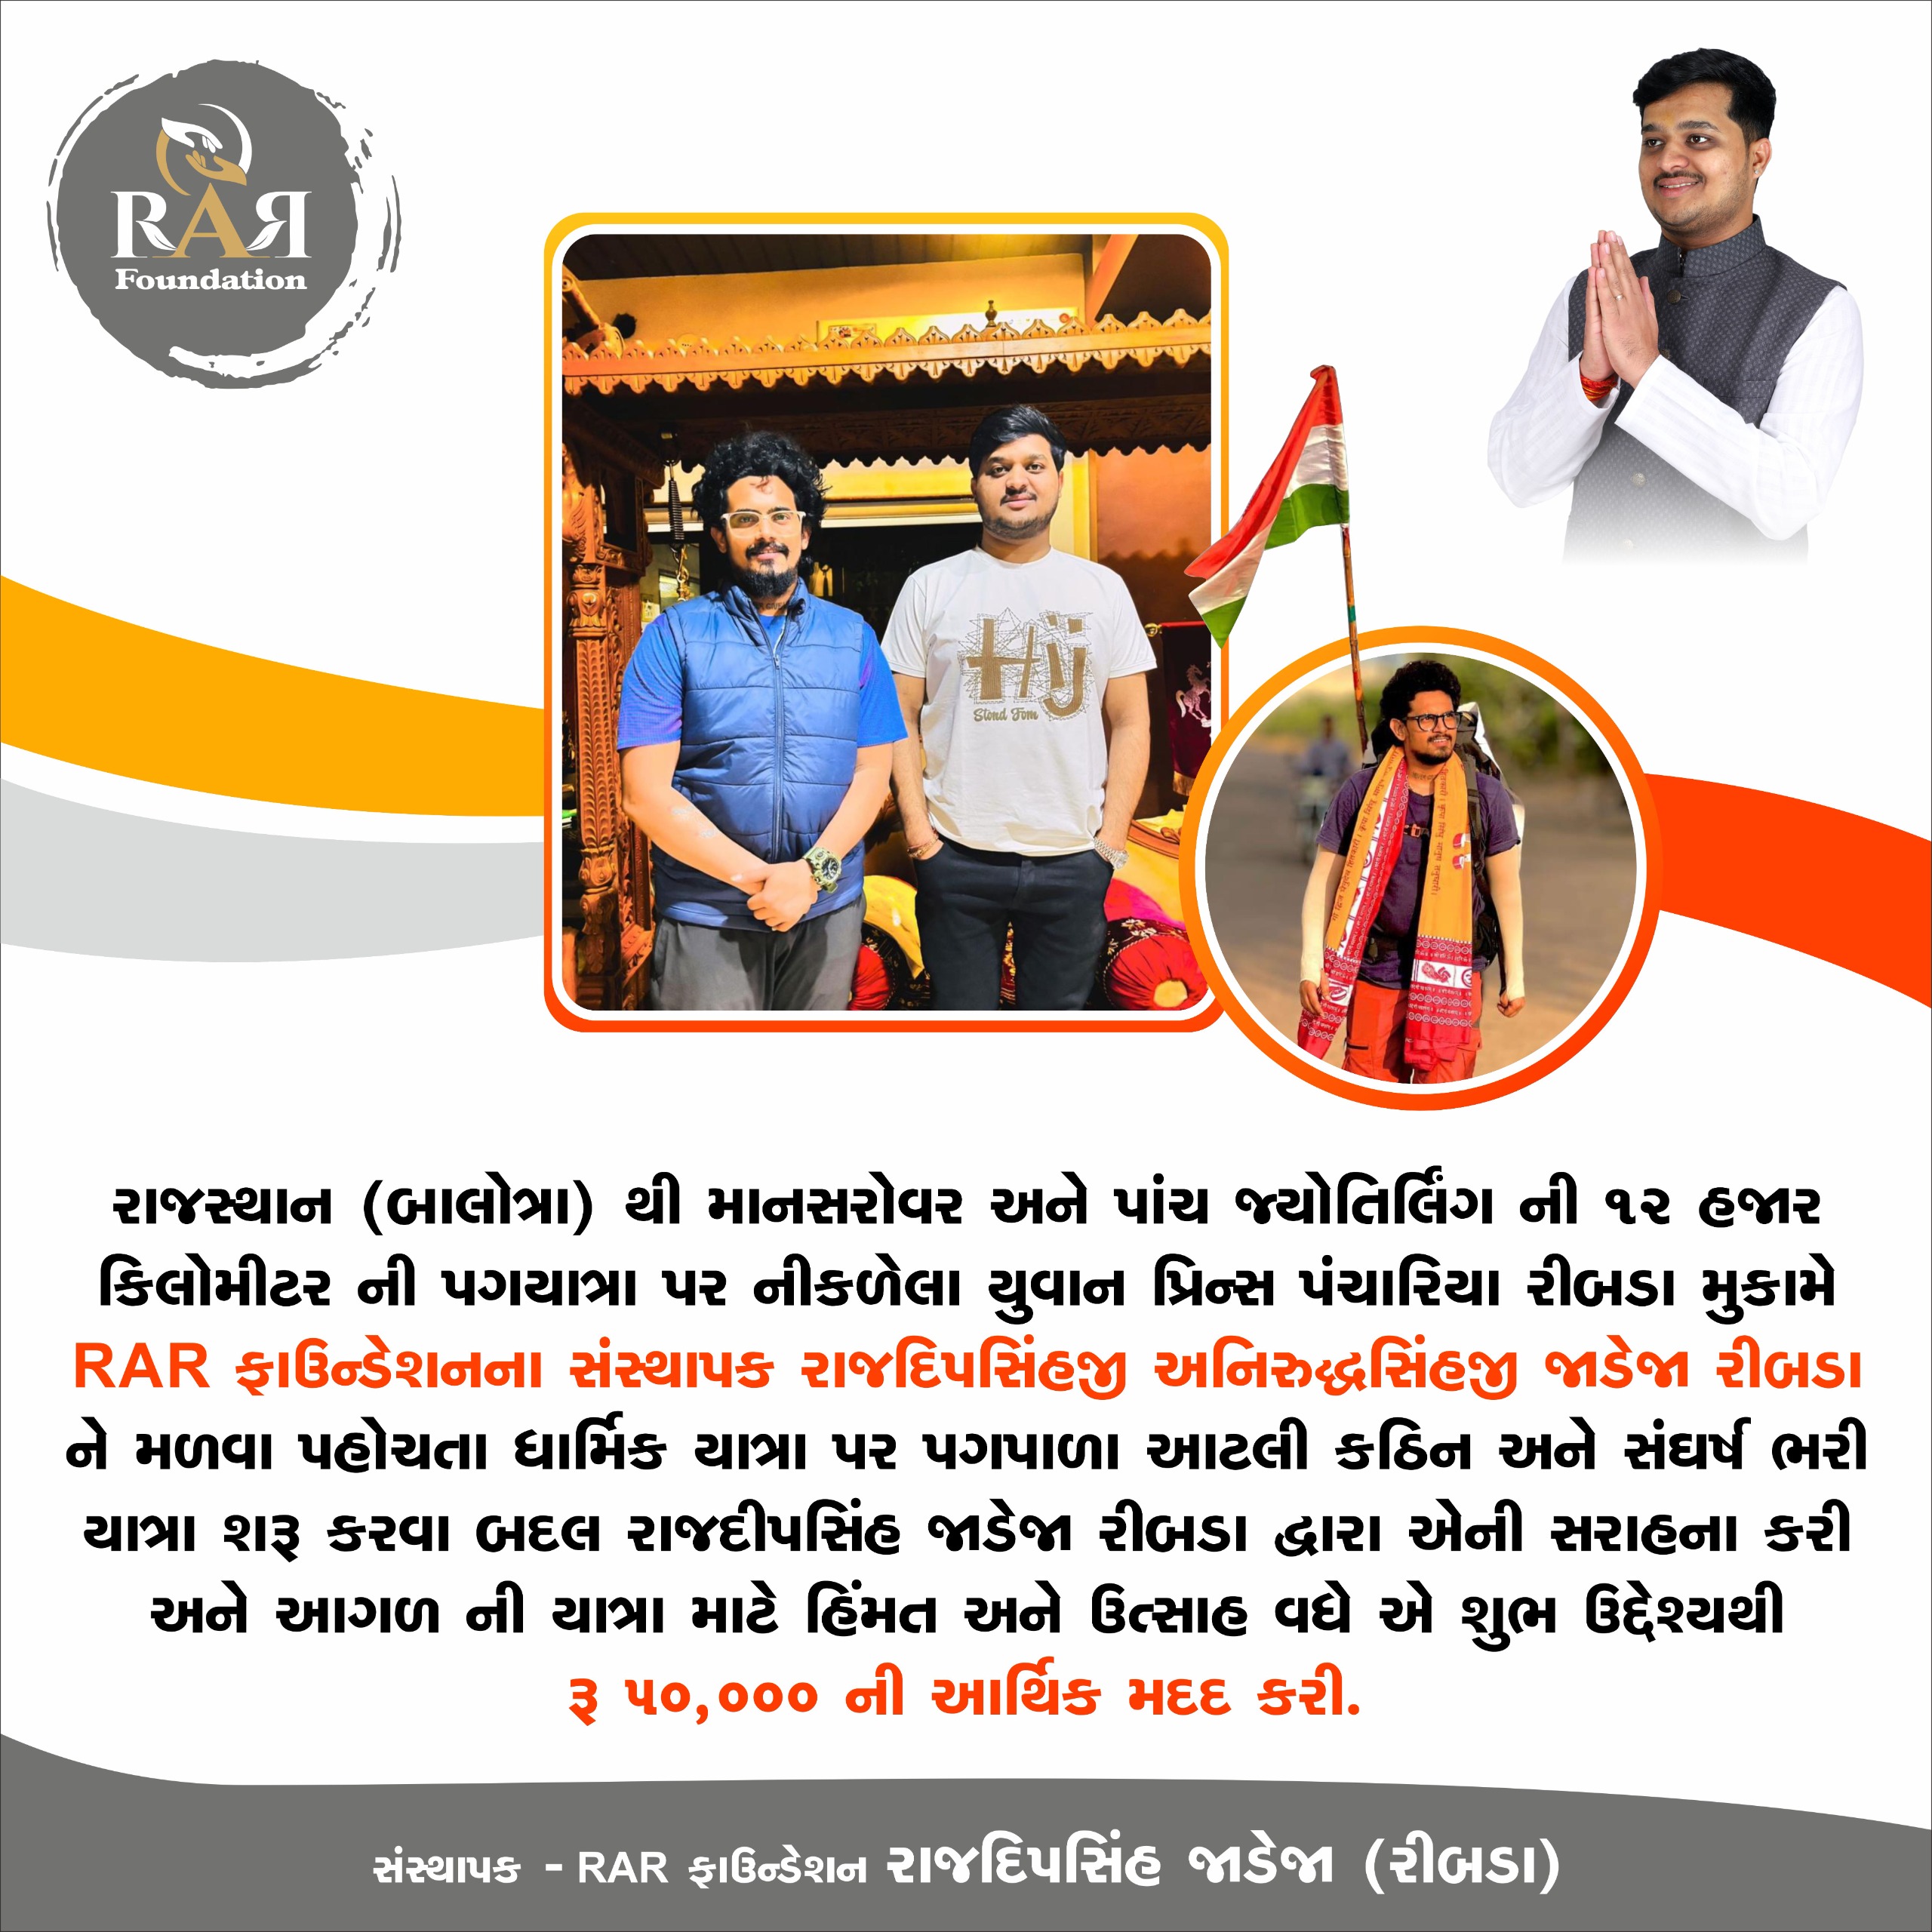 RAR
Foundation
Hij
Slond Fom
રાજસ્થાન (બાલોત્રા) થી માનસરોવર અને પાંચ જ્યોતિર્લિંગ ની ૧૨ હજાર
કિલોમીટર ની પગયાત્રા પર નીકળેલા યુવાન પ્રિન્સ પંચારિયા રીબડા મુકામે
RAR ફાઉન્ડેશનના સંસ્થાપક રાજદિપસિંહજી અનિરુદ્ધસિંહજી જાડેજા રીબડા
ને મળવા પહોચતા ધાર્મિક યાત્રા પર પગપાળા આટલી કઠિન અને સંઘર્ષ ભરી
યાત્રા શરૂ કરવા બદલ રાજદીપસિંહ જાડેજા રીબડા દ્વારા એની સરાહના કરી
અને આગળ ની યાત્રા માટે હિંમત અને ઉત્સાહ વધે એ શુભ ઉદ્દેશ્યથી
રૂ ૫૦,૦૦૦ ની આર્થિક મદદ કરી.
સંસ્થાપક - RAR ફાઉન્ડેશન રાજદિપસિંહ જાડેજા (રીબડા)